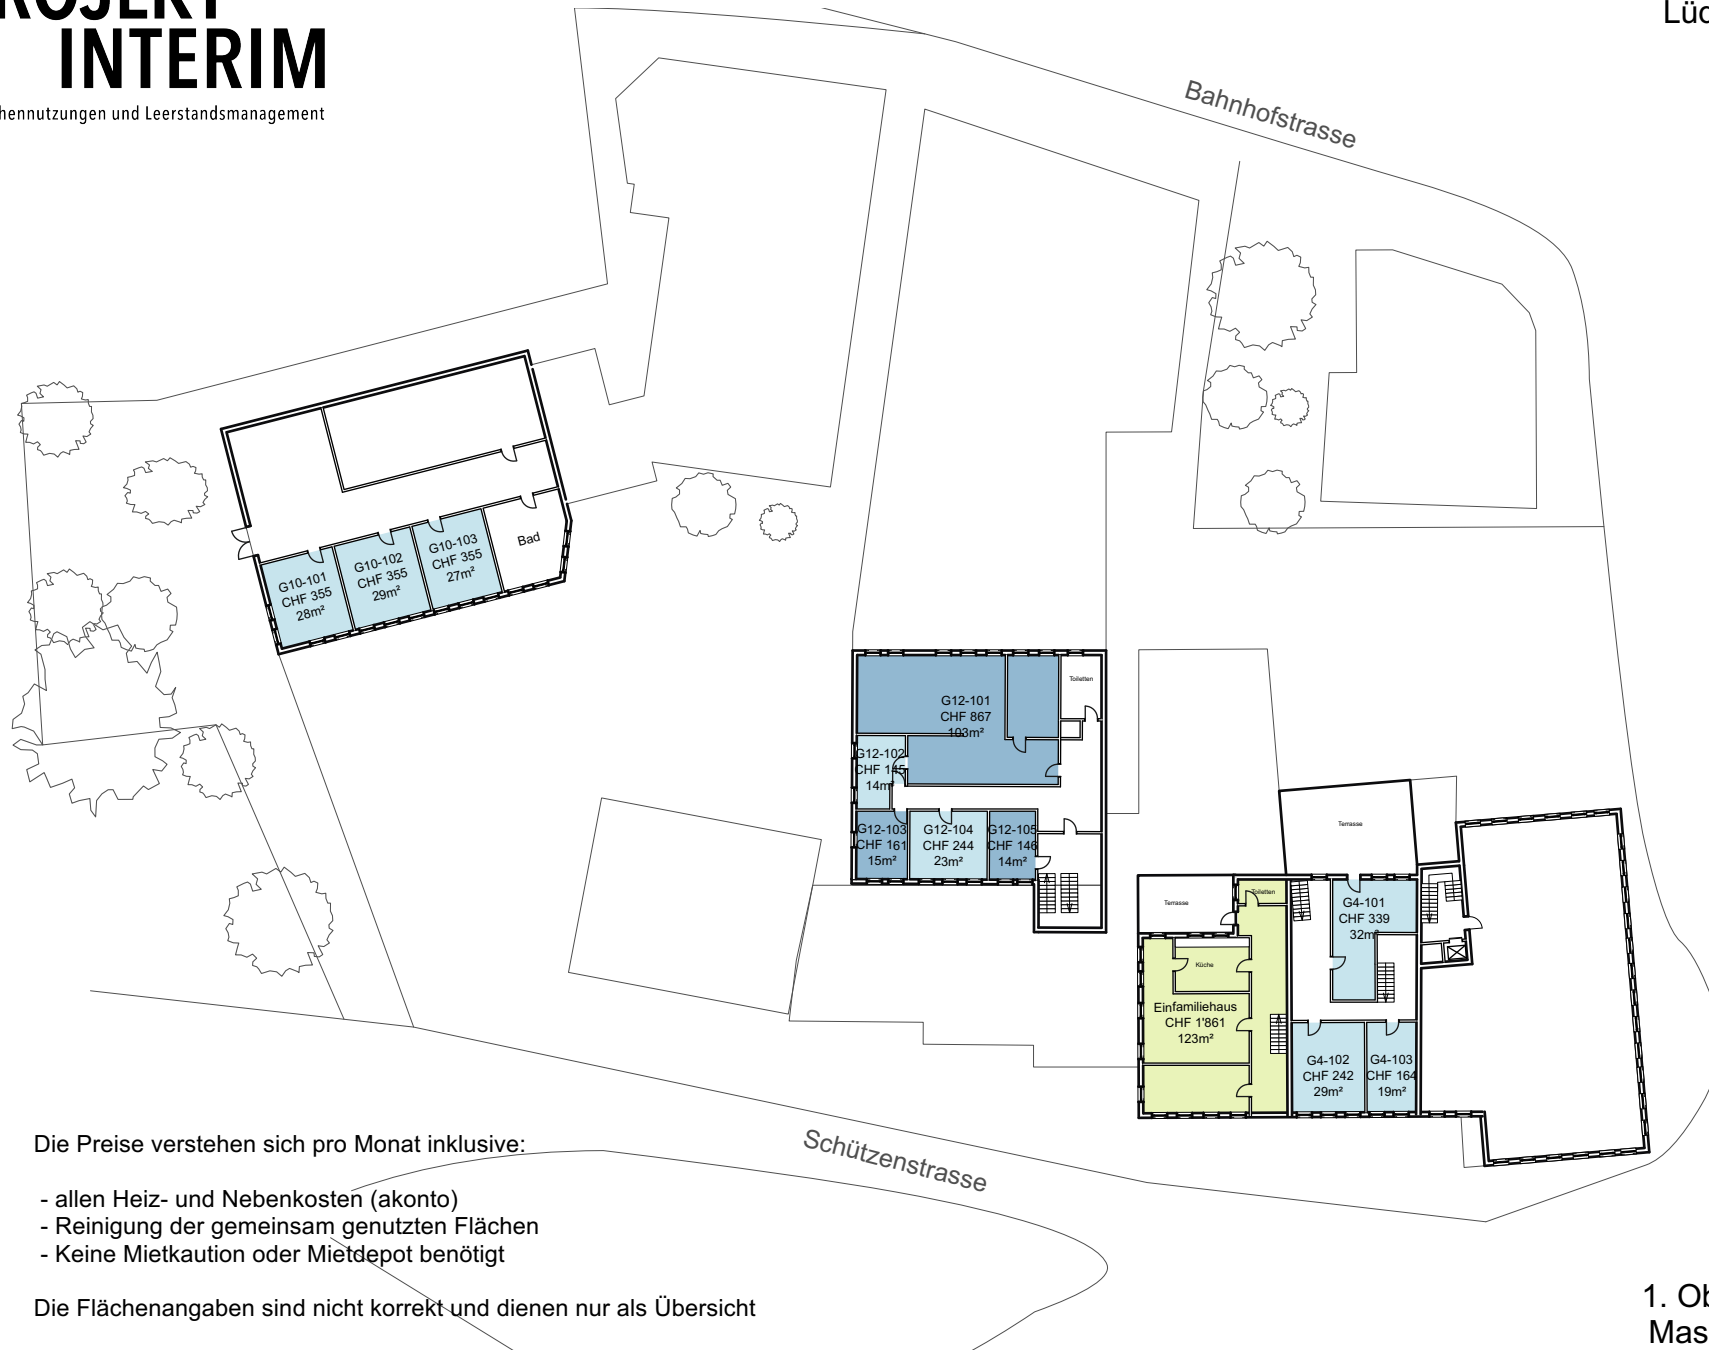 INTERIM
und Leerstandsmanagement
Bahnhofstrasse
G10-101
CHF 355
28m²
G10-102
CHF 355
29m²
G10-103
CHF 355
27m²
Bad
G12-101
CHF 867
103m²
Toiletten
G12-102
CHF 145
14m²
G12-103
CHF 161
15m²
G12-104
CHF 244
23m²
G12-105
CHF 146
14m²
Terrasse
Terrasse
Toiletten
Küche
Einfamiliehaus
CHF 1'861
123m²
G4-101
CHF 339
32m²
G4-102
CHF 242
29m²
G4-103
CHF 164
19m²
Schützenstrasse
Die Preise verstehen sich pro Monat inklusive:
- allen Heiz- und Nebenkosten (akonto)
- Reinigung der gemeinsam genutzten Flächen
- Keine Mietkaution oder Mietdepot benötigt
Die Flächenangaben sind nicht korrekt und dienen nur als Übersicht
1.